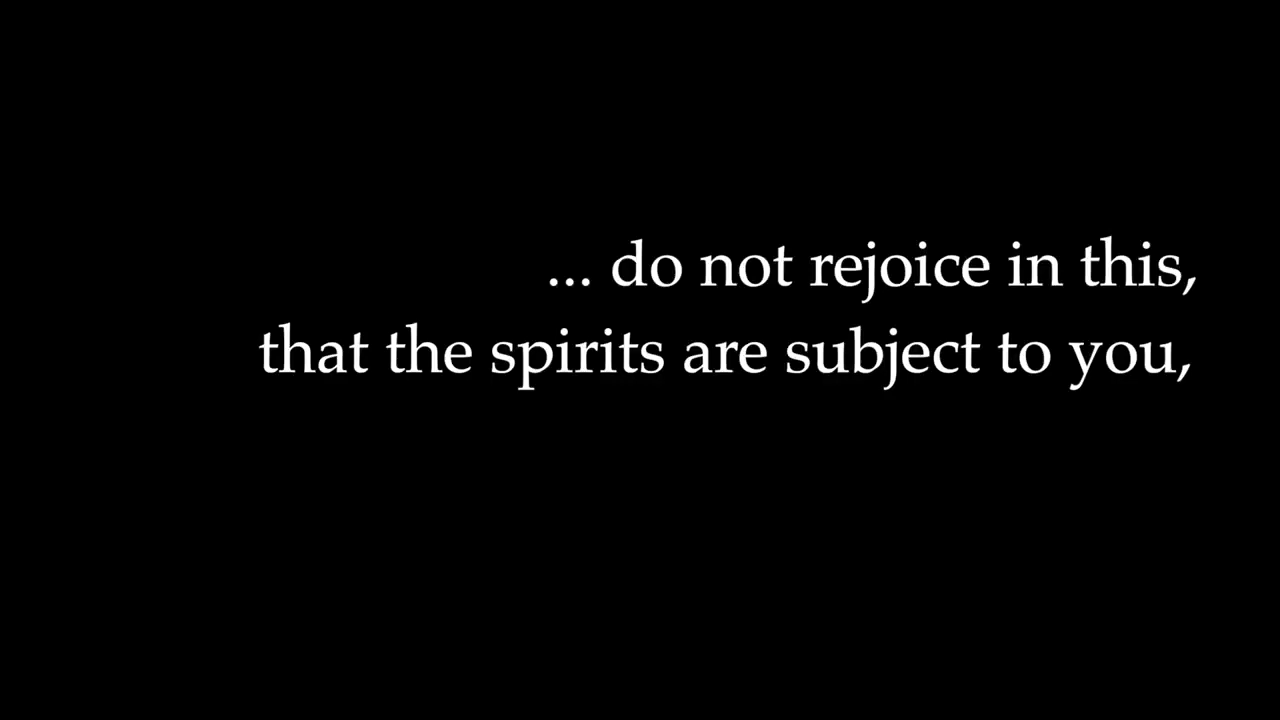 ... do not rejoice in this,
that the spirits are subject to you,